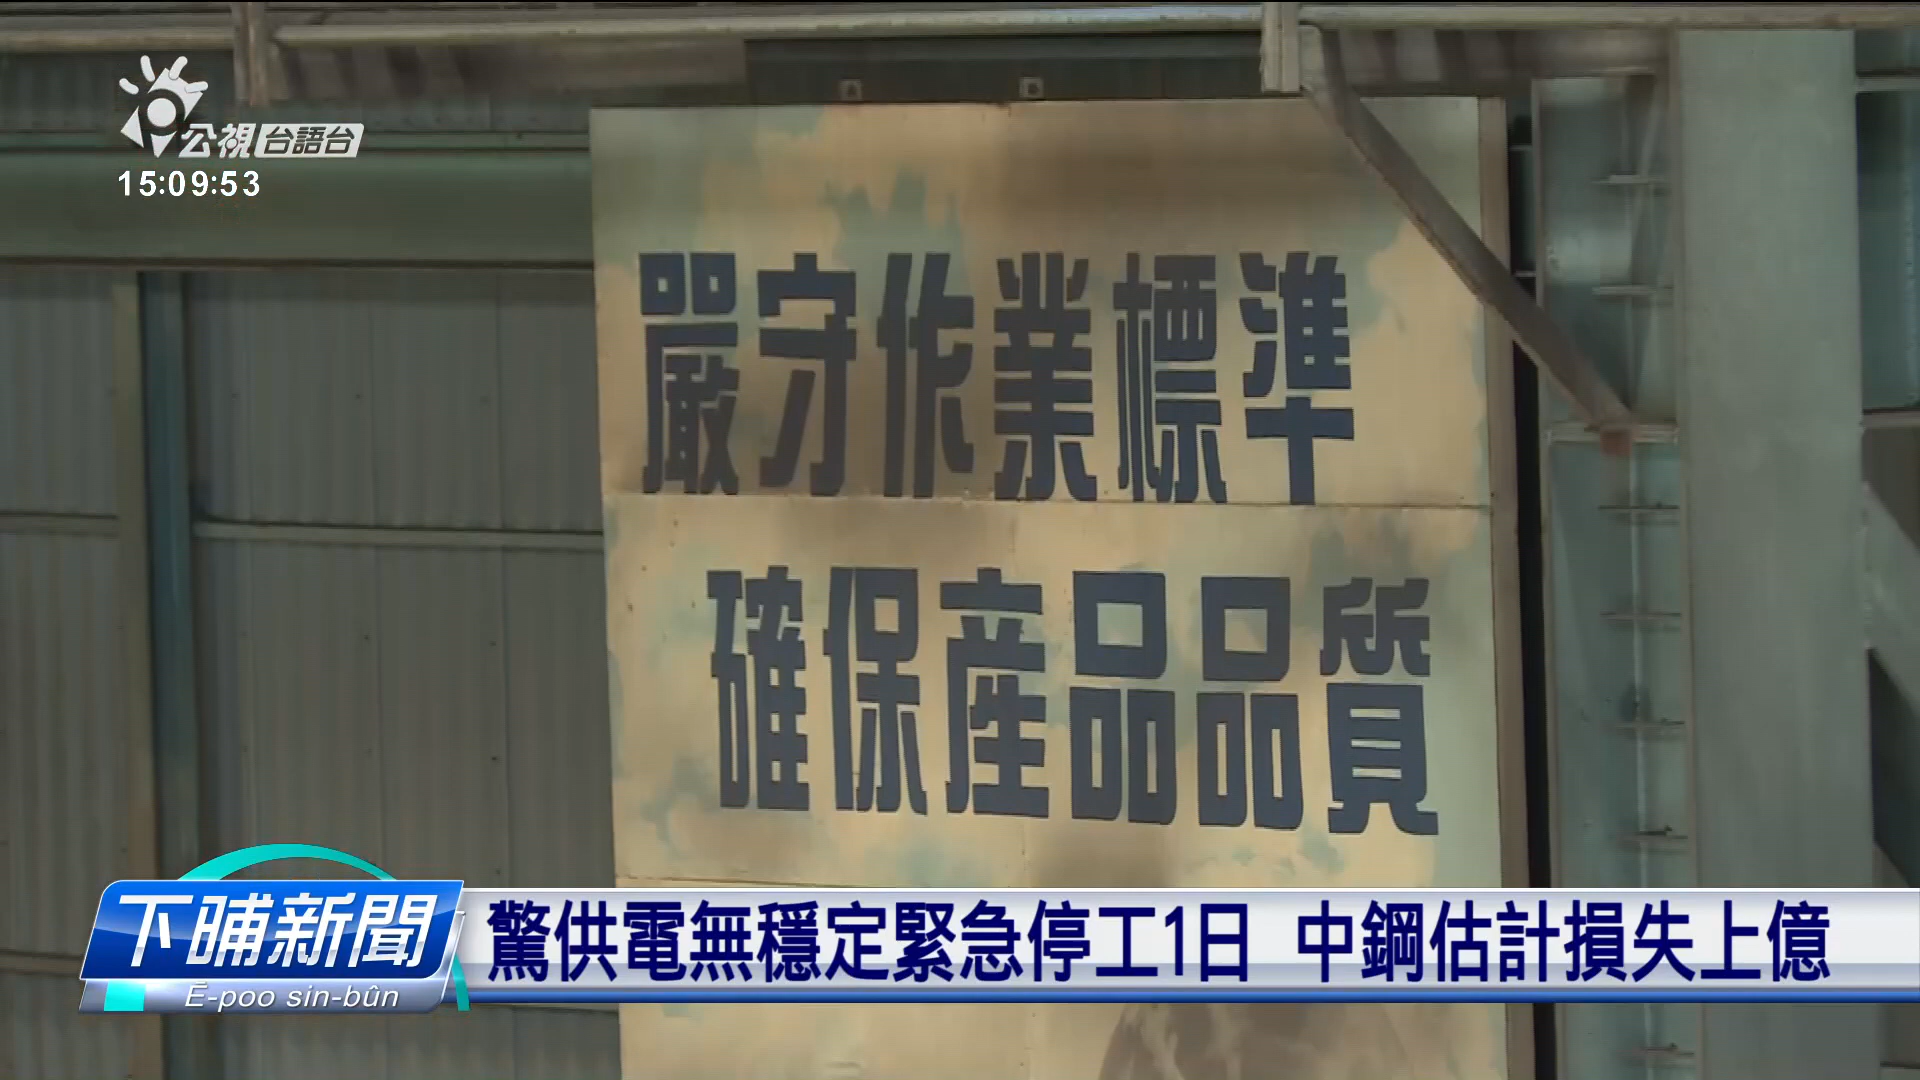 公視台語台
15:09:53
嚴守作業標準
確保產品品質
下晡新聞
Ē-poo sin-bûn
驚供電無穩定緊急停工1日 中鋼估計損失上億